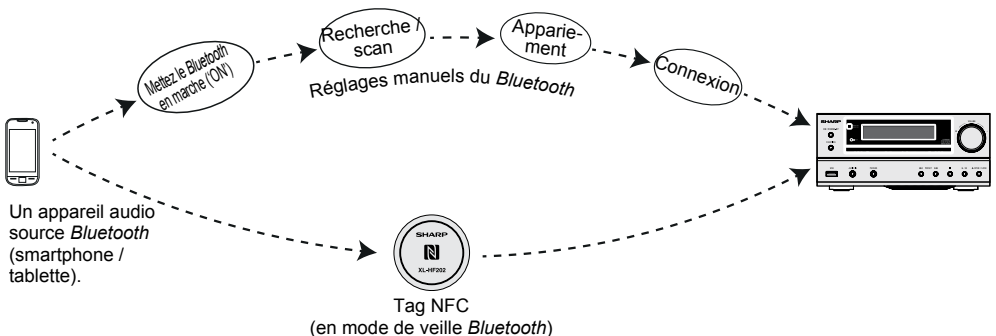 Mettez le Bluetooth
en marche ('ON')
Recherche /
scan
Apparie-
ment
Connexion
Réglages manuels du Bluetooth
SHARP
Un appareil audio
source Bluetooth
(smartphone /
tablette).
SHARP
XL-HF202
Tag NFC
(en mode de veille Bluetooth)